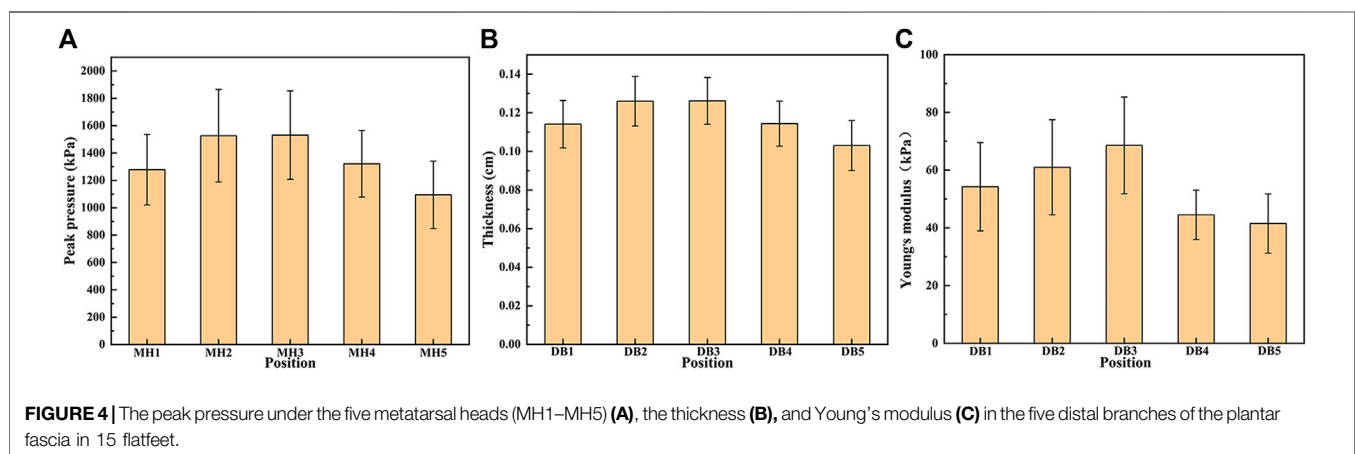 A
Peak pressure (kPa)
2000
1800
1600
1400
1200
1000
800
600
400
200
0
MH1 MH2 MH3 MH4 MH5
Position
B
Thickness (cm)
0.14
0.12
0.10
0.08
0.06
0.04
0.02
0.00
DB1 DB2 DB3 DB4 DB5
Position
C
Young's modulus（kPa）
100
80
60
40
20
0
DB1 DB2 DB3 DB4 DB5
Position
FIGURE 4 | The peak pressure under the five metatarsal heads (MH1–MH5) (A), the thickness (B), and Young’s modulus (C) in the five distal branches of the plantar
fascia in 15 flatfeet.